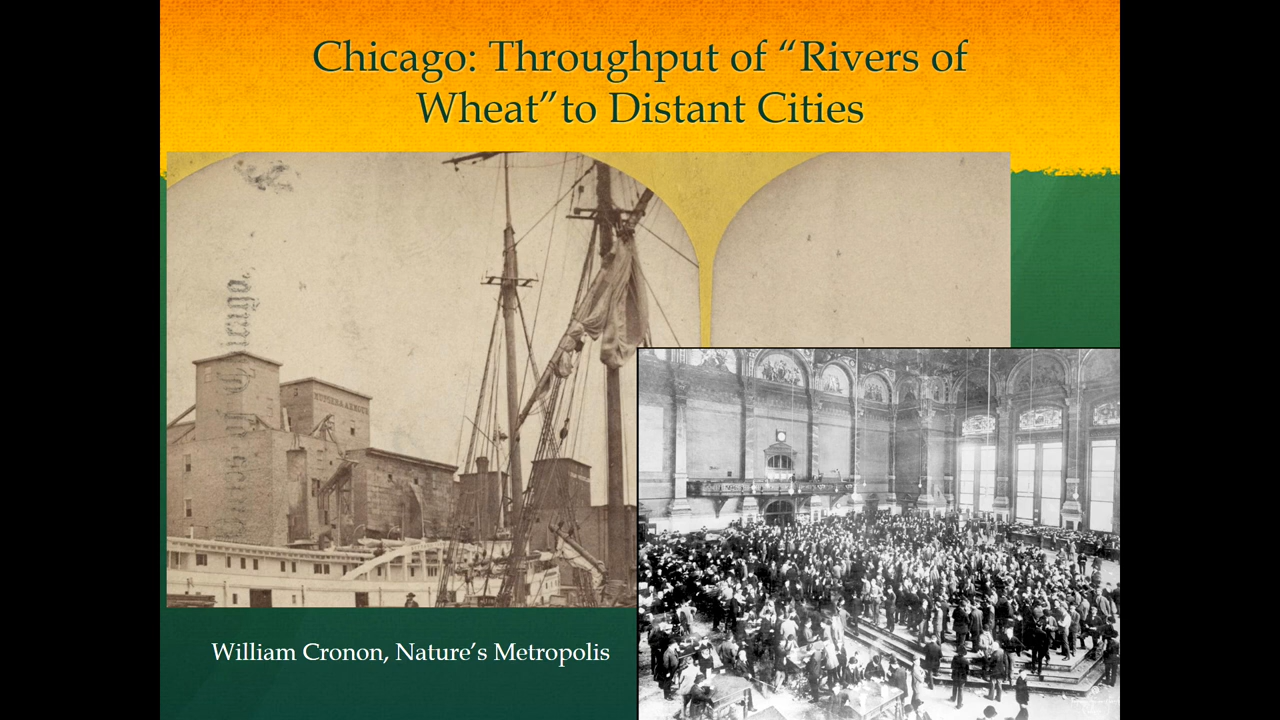 Chicago: Throughput of “Rivers of
Wheat”to Distant Cities
William Cronon, Nature’s Metropolis